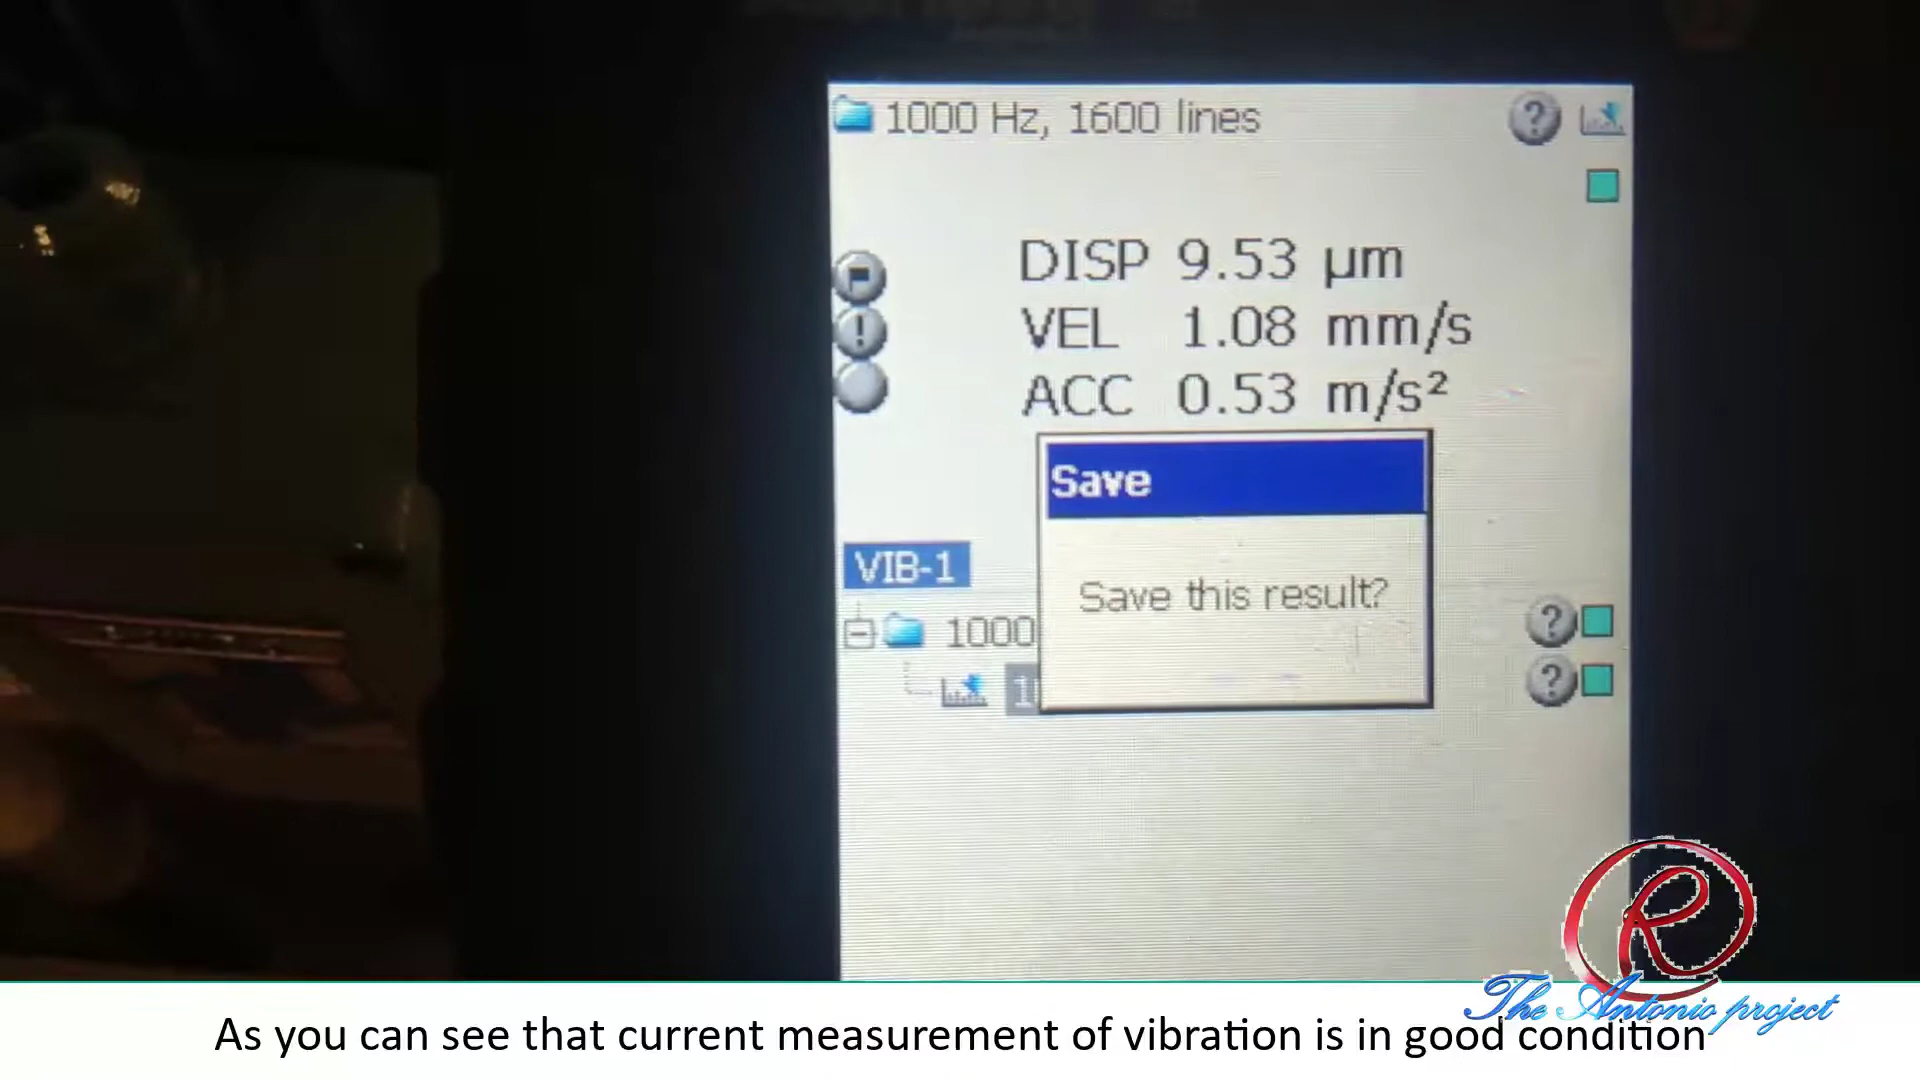 1000 Hz, 1600 lines
DISP 9.53 µm
VEL 1.08 mm/s
ACC 0.53 m/s²
Save
Save this result?
VIB-1
1000
The Antonio project
As you can see that current measurement of vibration is in good condition